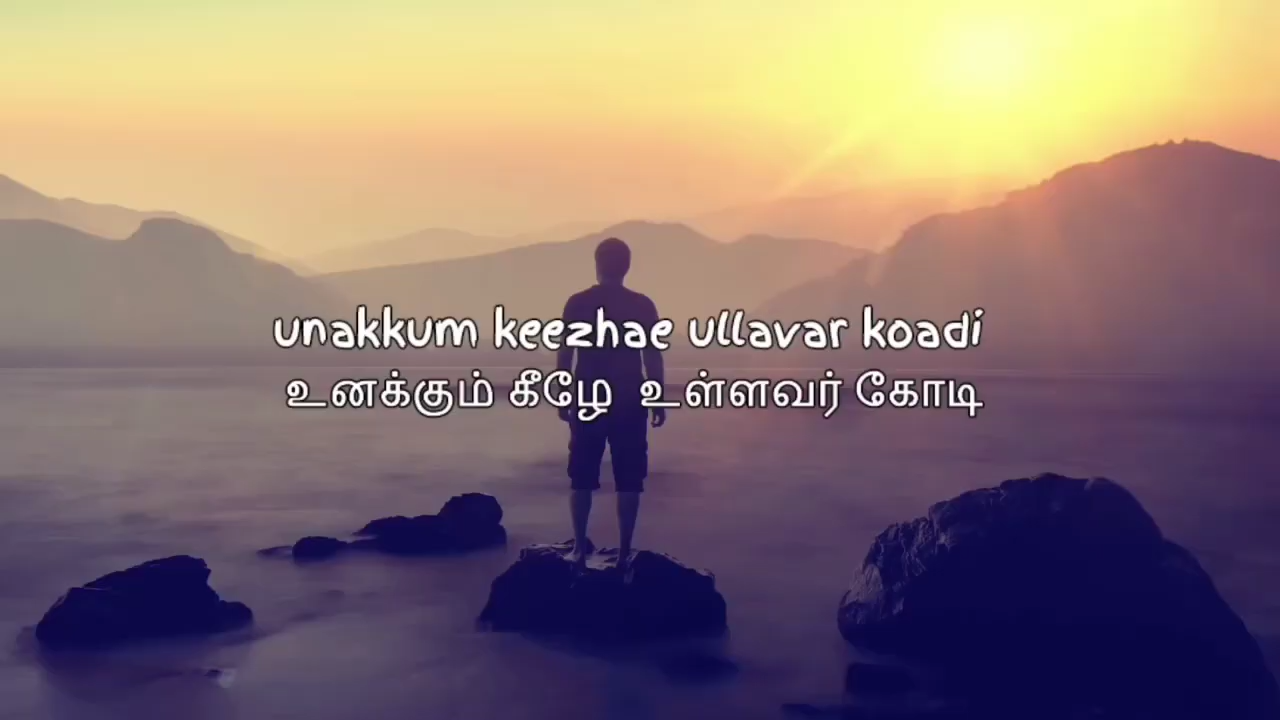 unakkum keezhae ullavar koadi
உனக்கும் கீழே உள்ளவர் கோடி